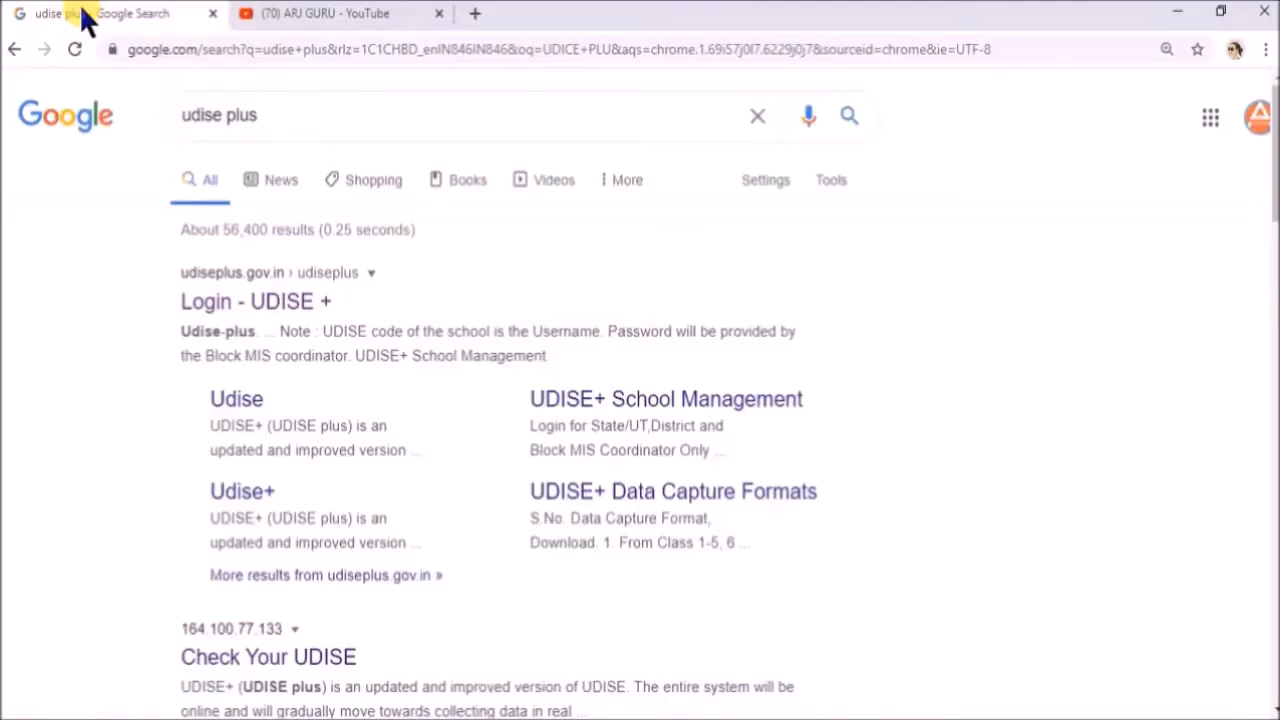 udise plus - Google Search
(70) ARJ GURU - YouTube
google.com/search?q=udise+plus&rlz=1C1CHBD_enIN846IN846&oq=UDICE+PLU&aqs=chrome.1.69i57j0l7.6229j0j7&sourceid=chrome&ie=UTF-8
Google
udise plus
All
News
Shopping
Books
Videos
More
Settings
Tools
About 56,400 results (0.25 seconds)
udiseplus.gov.in › udiseplus
Login - UDISE +
Udise-plus. ... Note : UDISE code of the school is the Username. Password will be provided by
the Block MIS coordinator. UDISE+ School Management
Udise
UDISE+ (UDISE plus) is an
updated and improved version ...
UDISE+ School Management
Login for State/UT,District and
Block MIS Coordinator Only ...
Udise+
UDISE+ (UDISE plus) is an
updated and improved version ...
UDISE+ Data Capture Formats
S.No. Data Capture Format,
Download. 1. From Class 1-5, 6 ...
More results from udiseplus.gov.in »
164.100.77.133
Check Your UDISE
UDISE+ (UDISE plus) is an updated and improved version of UDISE. The entire system will be
online and will gradually move towards collecting data in real ...